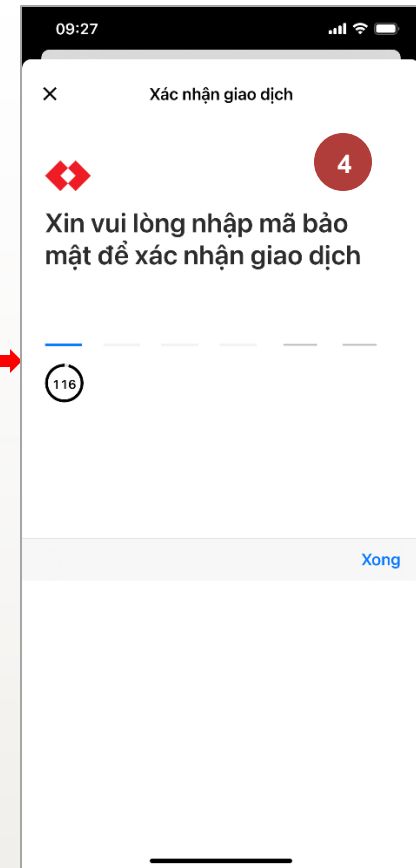 09:27
Xác nhận giao dịch
4
Xin vui lòng nhập mã bảo
mật để xác nhận giao dịch
116
Xong